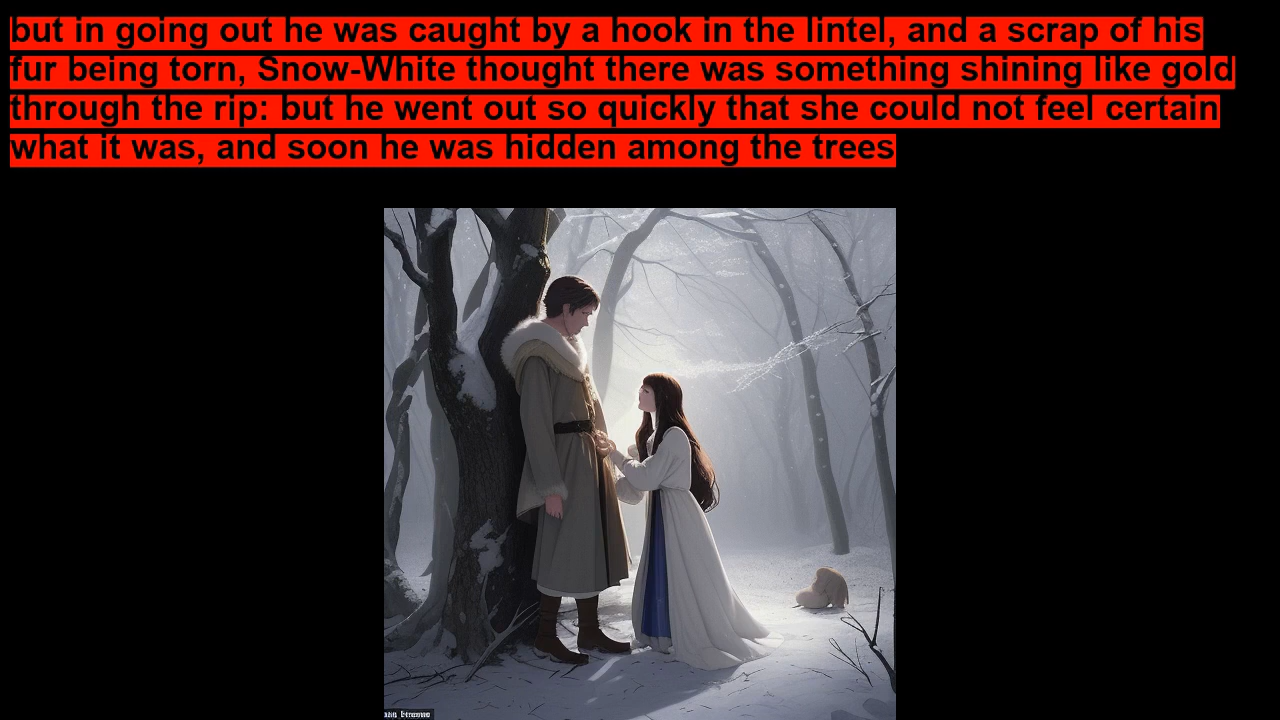 but in going out he was caught by a hook in the lintel, and a scrap of his
fur being torn, Snow-White thought there was something shining like gold
through the rip: but he went out so quickly that she could not feel certain
what it was, and soon he was hidden among the trees